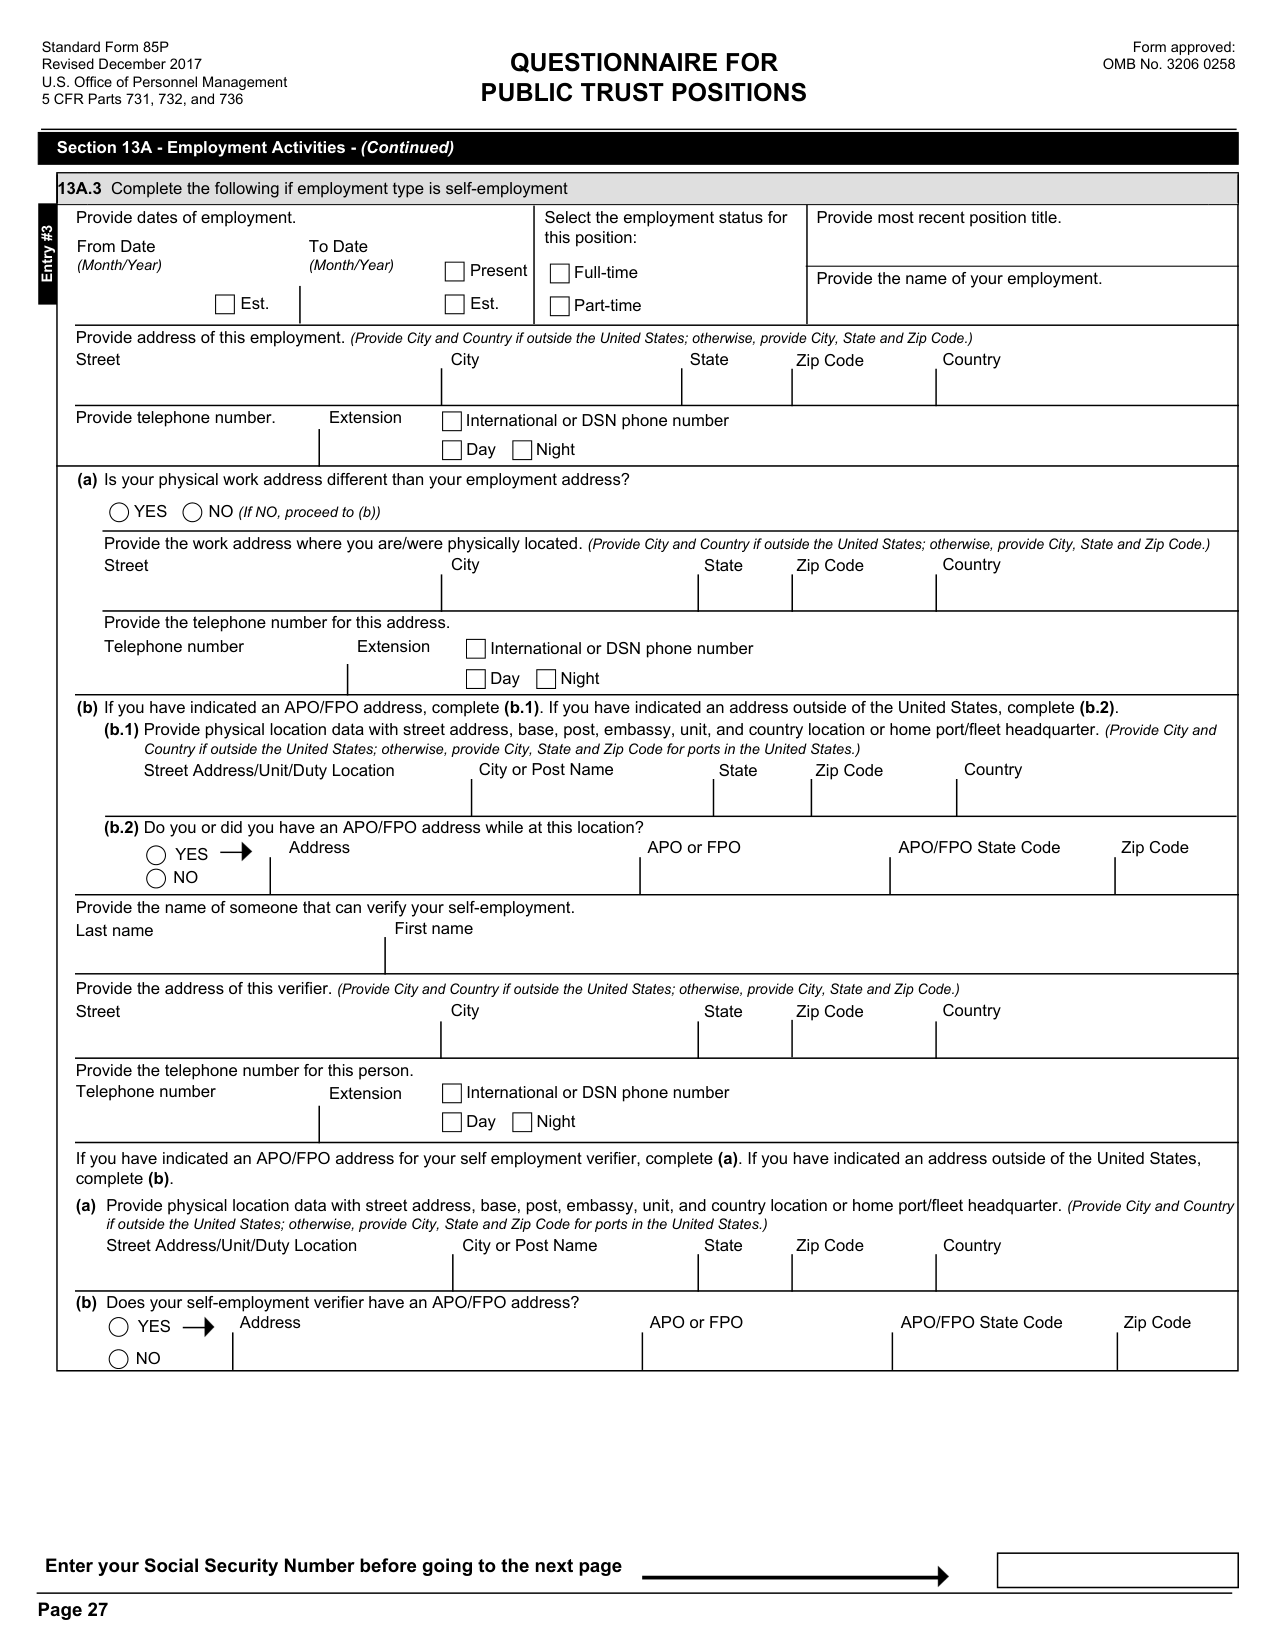 Standard Form 85P
Revised December 2017
U.S. Office of Personnel Management
5 CFR Parts 731, 732, and 736
QUESTIONNAIRE FOR
PUBLIC TRUST POSITIONS
Form approved:
OMB No. 3206 0258
Section 13A - Employment Activities - (Continued)
13A.3 Complete the following if employment type is self-employment
Entry #3
Provide dates of employment.
From Date
(Month/Year)
Est.
To Date
(Month/Year)
Present
Est.
Select the employment status for
this position:
Full-time
Part-time
Provide most recent position title.
Provide the name of your employment.
Provide address of this employment. (Provide City and Country if outside the United States; otherwise, provide City, State and Zip Code.)
Street City State Zip Code Country
Provide telephone number. Extension International or DSN phone number
Day Night
(a) Is your physical work address different than your employment address?
YES NO (If NO, proceed to (b))
Provide the work address where you are/were physically located. (Provide City and Country if outside the United States; otherwise, provide City, State and Zip Code.)
Street City State Zip Code Country
Provide the telephone number for this address.
Telephone number Extension International or DSN phone number
Day Night
(b) If you have indicated an APO/FPO address, complete (b.1). If you have indicated an address outside of the United States, complete (b.2).
(b.1) Provide physical location data with street address, base, post, embassy, unit, and country location or home port/fleet headquarter. (Provide City and
Country if outside the United States; otherwise, provide City, State and Zip Code for ports in the United States.)
Street Address/Unit/Duty Location City or Post Name State Zip Code Country
(b.2) Do you or did you have an APO/FPO address while at this location?
YES Address APO or FPO APO/FPO State Code Zip Code
NO
Provide the name of someone that can verify your self-employment.
Last name First name
Provide the address of this verifier. (Provide City and Country if outside the United States; otherwise, provide City, State and Zip Code.)
Street City State Zip Code Country
Provide the telephone number for this person.
Telephone number Extension International or DSN phone number
Day Night
If you have indicated an APO/FPO address for your self employment verifier, complete (a). If you have indicated an address outside of the United States,
complete (b).
(a) Provide physical location data with street address, base, post, embassy, unit, and country location or home port/fleet headquarter. (Provide City and Country
if outside the United States; otherwise, provide City, State and Zip Code for ports in the United States.)
Street Address/Unit/Duty Location City or Post Name State Zip Code Country
(b) Does your self-employment verifier have an APO/FPO address?
YES Address APO or FPO APO/FPO State Code Zip Code
NO
Enter your Social Security Number before going to the next page
Page 27